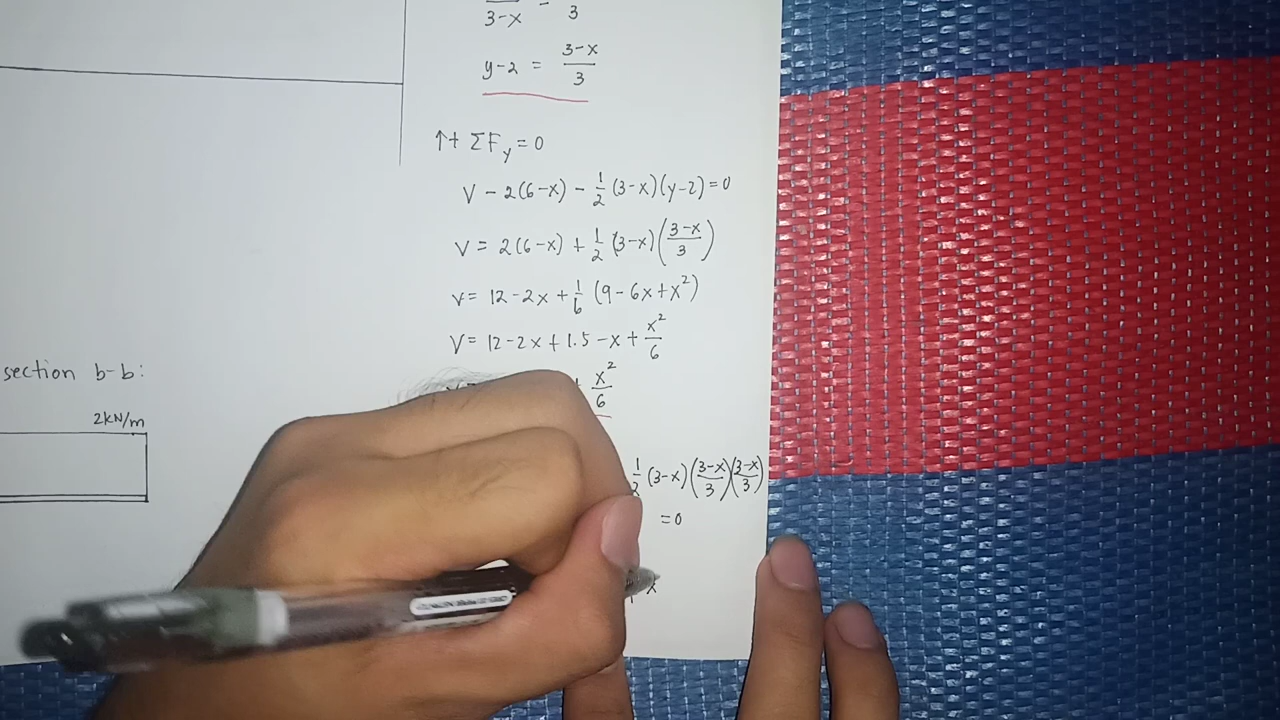 3-x - 3
y-2 = 3-x/3
↑+ ΣFy = 0
V - 2(6-x) - 1/2 (3-x)(y-2) = 0
V = 2(6-x) + 1/2 (3-x)(3-x/3)
V = 12 - 2x + 1/6 (9 - 6x + x²)
V = 12 - 2x + 1.5 - x + x²/6
x²/6
section b-b:
2kN/m
1/2 (3-x)(3-x/3)(3-x/3)
= 0
x